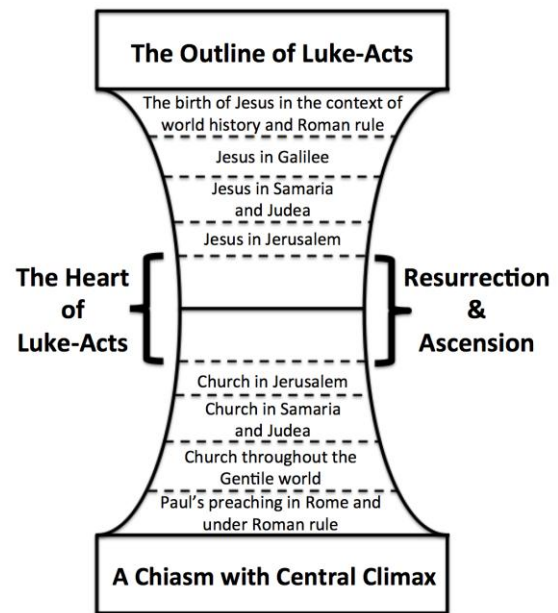 The Outline of Luke-Acts
The birth of Jesus in the context of
world history and Roman rule
Jesus in Galilee
Jesus in Samaria
and Judea
Jesus in Jerusalem
The Heart
of
Luke-Acts
Resurrection
&
Ascension
Church in Jerusalem
Church in Samaria
and Judea
Church throughout the
Gentile world
Paul's preaching in Rome and
under Roman rule
A Chiasm with Central Climax